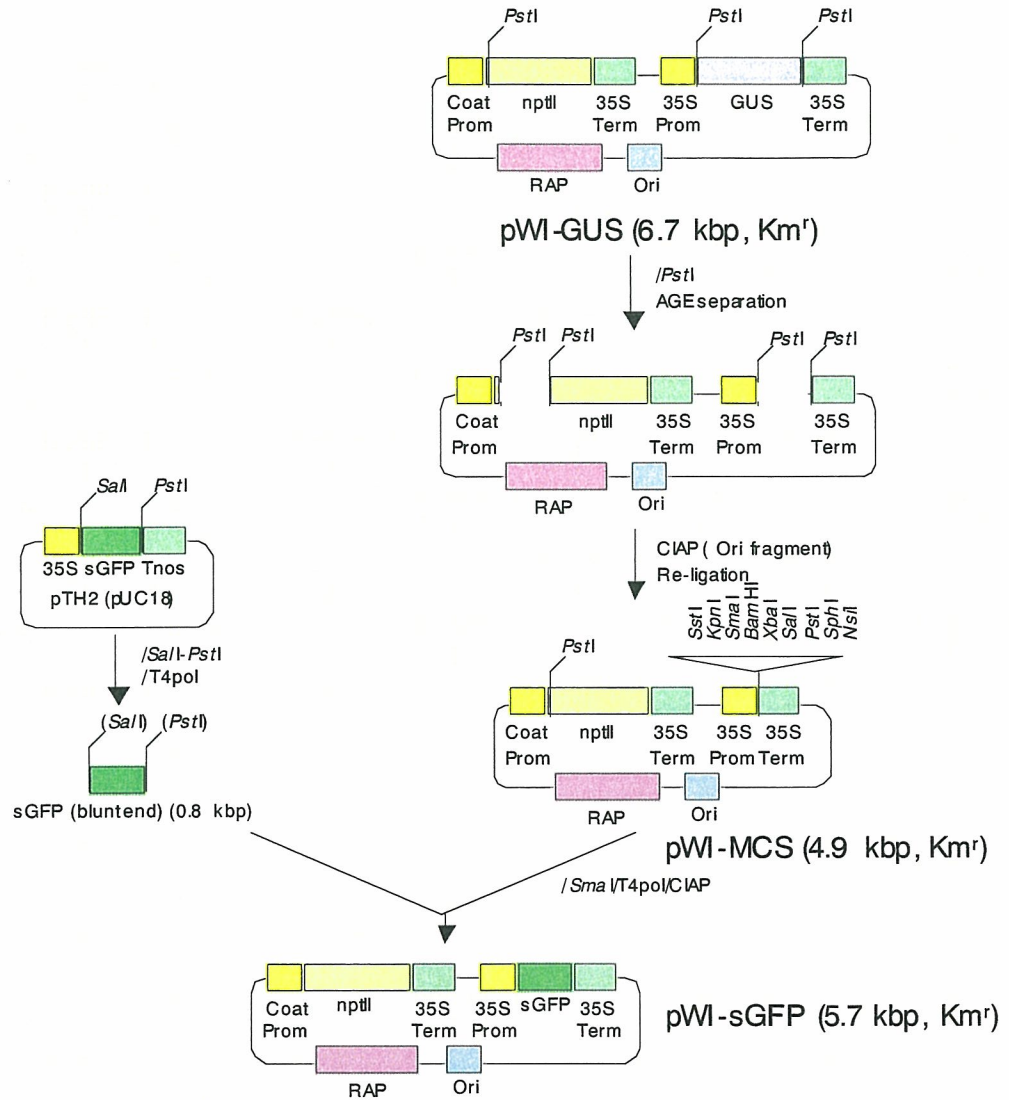 PstI PstI PstI
Coat Prom nptII 35S Term 35S Prom GUS 35S Term
RAP Ori
pWI-GUS (6.7 kbp, Kmʳ)
/PstI
AGE separation
PstI PstI PstI PstI
Coat Prom nptII 35S Term 35S Prom 35S Term
RAP Ori
SalI PstI
35S sGFP Tnos
pTH2 (pUC18)
/SalI-PstI
/T4pol
(SalI) (PstI)
sGFP (bluntend) (0.8 kbp)
CIAP ( Ori fragment)
Re-ligation
SstI
KpnI
SmaI
BamHI
XbaI
SalI
PstI
SphI
NsiI
PstI
Coat Prom nptII 35S Term 35S Prom 35S Term
RAP Ori
pWI-MCS (4.9 kbp, Kmʳ)
/SmaI/T4pol/CIAP
Coat Prom nptII 35S Term 35S Prom sGFP 35S Term
RAP Ori
pWI-sGFP (5.7 kbp, Kmʳ)